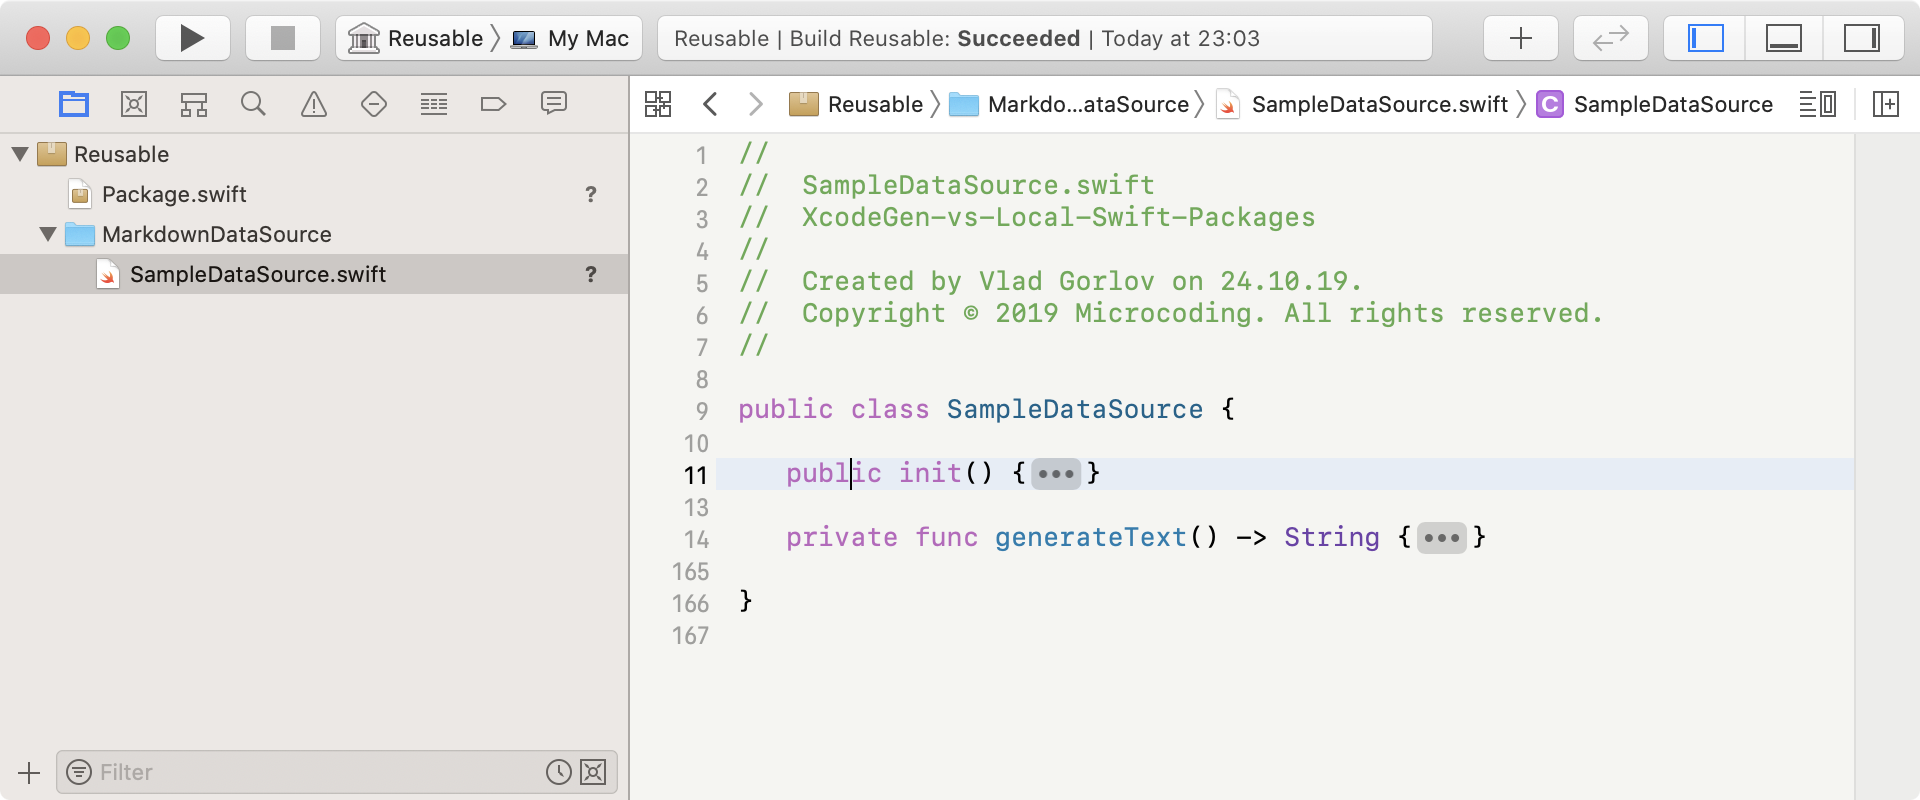 Reusable 〉 My Mac
Reusable | Build Reusable: Succeeded | Today at 23:03
Reusable 〉 Markdo...ataSource 〉 SampleDataSource.swift 〉 C SampleDataSource
Reusable
Package.swift ?
MarkdownDataSource
SampleDataSource.swift ?
Filter
1 //
2 //  SampleDataSource.swift
3 //  XcodeGen-vs-Local-Swift-Packages
4 //
5 //  Created by Vlad Gorlov on 24.10.19.
6 //  Copyright © 2019 Microcoding. All rights reserved.
7 //
8
9 public class SampleDataSource {
10
11    public init() {•••}
13
14    private func generateText() -> String {•••}
165
166 }
167